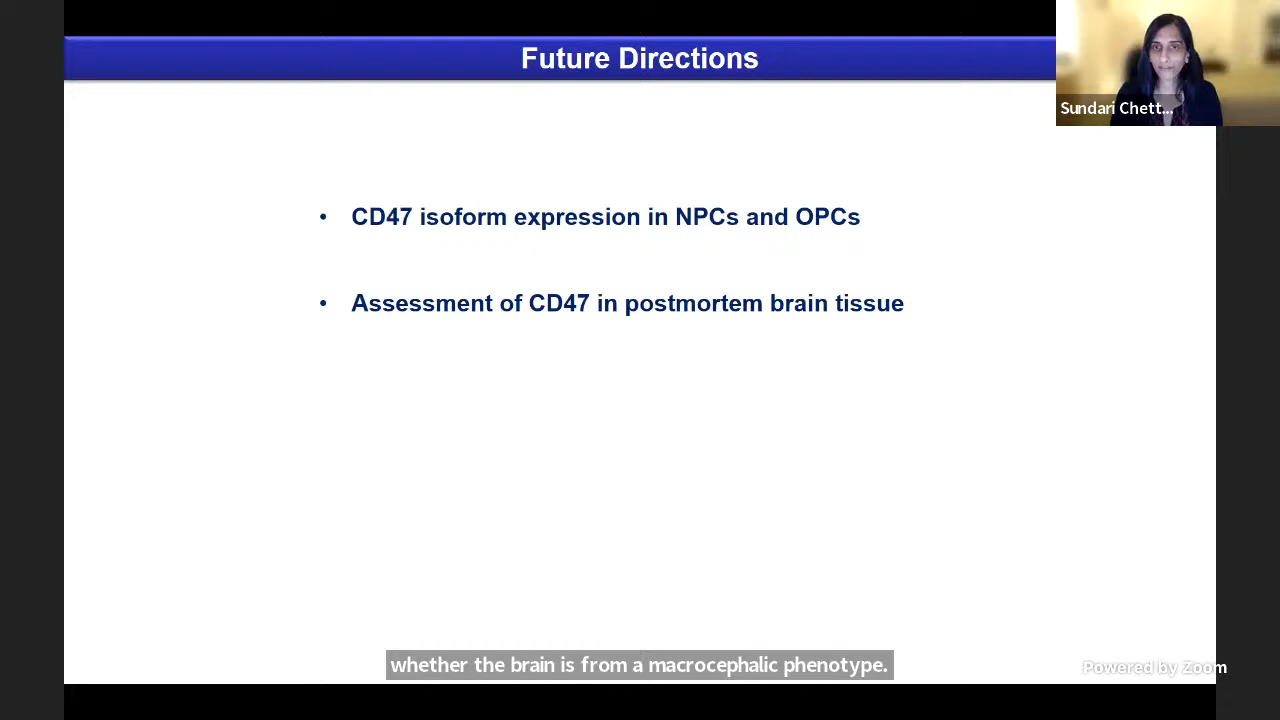 Future Directions
Sundari Chett...
• CD47 isoform expression in NPCs and OPCs
• Assessment of CD47 in postmortem brain tissue
whether the brain is from a macrocephalic phenotype.
Powered by Zoom